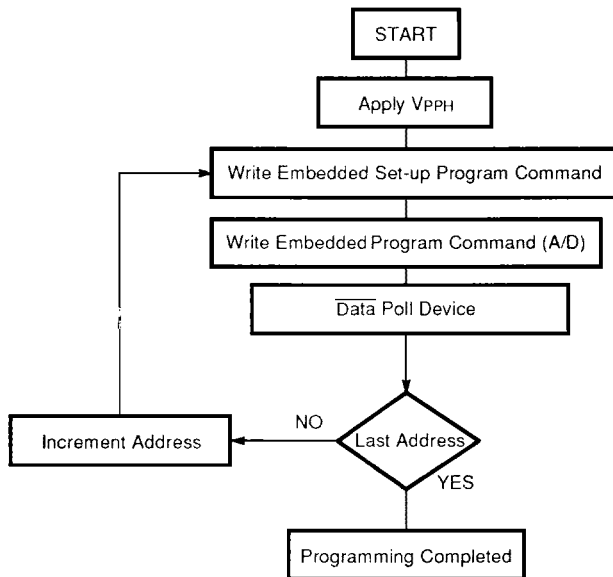 START
Apply VPPH
Write Embedded Set-up Program Command
Write Embedded Program Command (A/D)
D̅a̅t̅a̅ Poll Device
NO
Increment Address
Last Address
YES
Programming Completed